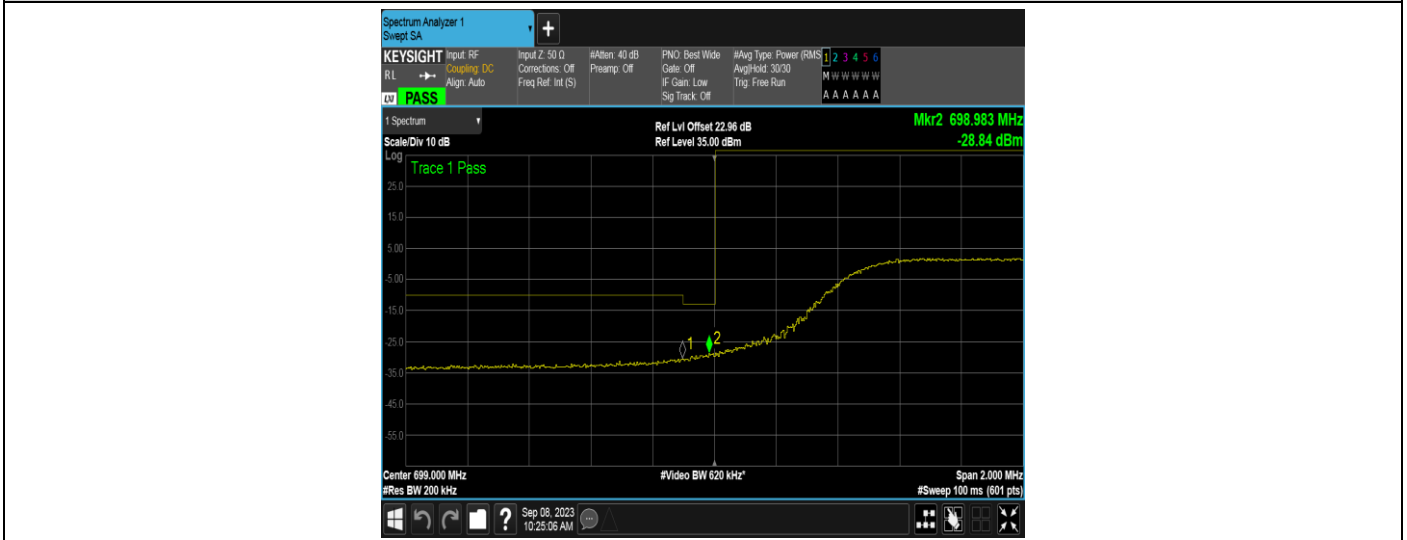 Spectrum Analyzer 1
Swept SA
+
KEYSIGHT
RL
LXI PASS
Input: RF
Coupling: DC
Align: Auto
Input Z: 50 Ω
Corrections: Off
Freq Ref: Int (S)
#Atten: 40 dB
Preamp: Off
PNO: Best Wide
Gate: Off
IF Gain: Low
Sig Track: Off
#Avg Type: Power (RMS
Avg|Hold: 30/30
Trig: Free Run
1 2 3 4 5 6
M W W W W W
A A A A A A
1 Spectrum
Scale/Div 10 dB
Ref Lvl Offset 22.96 dB
Ref Level 35.00 dBm
Mkr2 698.983 MHz
-28.84 dBm
Log
Trace 1 Pass
25.0
15.0
5.00
-5.00
-15.0
-25.0
-35.0
-45.0
-55.0
1
2
Center 699.000 MHz
#Res BW 200 kHz
#Video BW 620 kHz*
Span 2.000 MHz
#Sweep 100 ms (601 pts)
?
Sep 08, 2023
10:25:06 AM